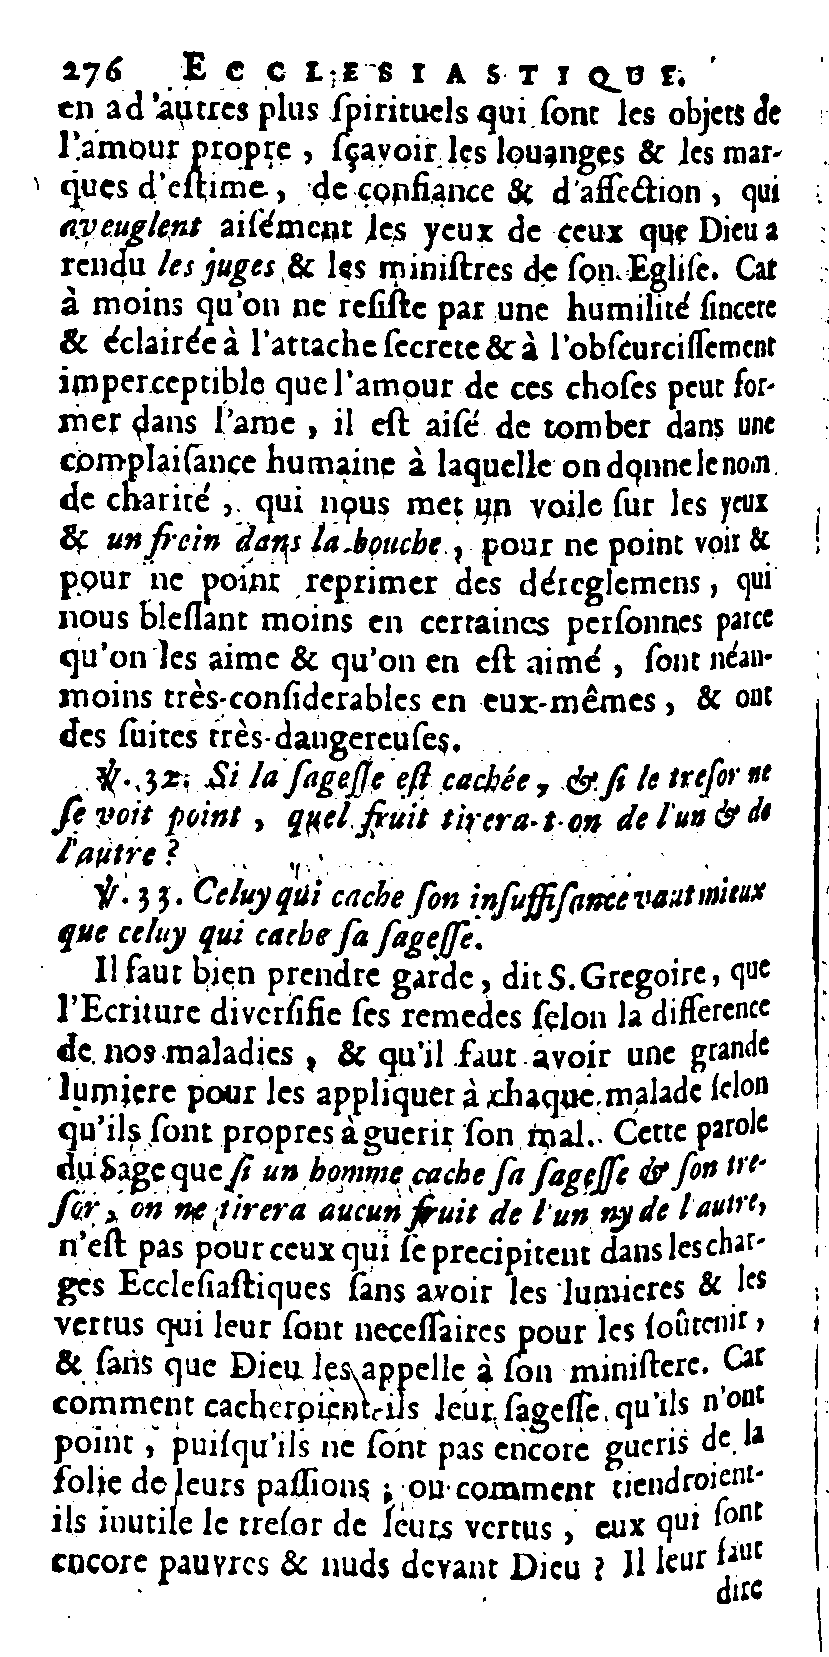 276 ECCLESIASTIQUE.
en a d'autres plus ſpirituels qui ſont les objets de
l'amour propre, ſçavoir les louanges & les mar-
ques d'eſtime, de confiance & d'affection, qui
aveuglent aiſément les yeux de ceux que Dieu a
rendu les juges & les miniſtres de ſon Egliſe. Car
à moins qu'on ne reſiſte par une humilité ſincere
& éclairée à l'attache ſecrete & à l'obſcurciſſement
imperceptible que l'amour de ces choſes peut for-
mer dans l'ame, il eſt aiſé de tomber dans une
complaiſance humaine à laquelle on donne le nom
de charité, qui nous met un voile ſur les yeux
& un frein dans la bouche, pour ne point voir &
pour ne point reprimer des déreglemens, qui
nous bleſſant moins en certaines perſonnes parce
qu'on les aime & qu'on en eſt aimé, ſont néan-
moins très-conſiderables en eux-mêmes, & ont
des ſuites très-dangereuſes.
℣. 32. Si la ſageſſe eſt cachée, & ſi le treſor ne
ſe voit point, quel fruit tirera-t-on de l'un & de
l'autre?
℣. 33. Celuy qui cache ſon inſuffiſance vaut mieux
que celuy qui cache ſa ſageſſe.
Il faut bien prendre garde, dit S. Gregoire, que
l'Ecriture diverſifie ſes remedes ſelon la difference
de nos maladies, & qu'il faut avoir une grande
lumiere pour les appliquer à chaque malade ſelon
qu'ils ſont propres à guerir ſon mal. Cette parole
du Sage que ſi un homme cache ſa ſageſſe & ſon tre-
ſor, on ne tirera aucun fruit de l'un ny de l'autre,
n'eſt pas pour ceux qui ſe precipitent dans les char-
ges Eccleſiaſtiques ſans avoir les lumieres & les
vertus qui leur ſont neceſſaires pour les ſoûtenir,
& ſans que Dieu les appelle à ſon miniſtere. Car
comment cacheroient-ils leur ſageſſe qu'ils n'ont
point, puiſqu'ils ne ſont pas encore gueris de la
folie de leurs paſſions; ou comment tiendroient-
ils inutile le treſor de leurs vertus, eux qui ſont
encore pauvres & nuds devant Dieu? Il leur faut
dire